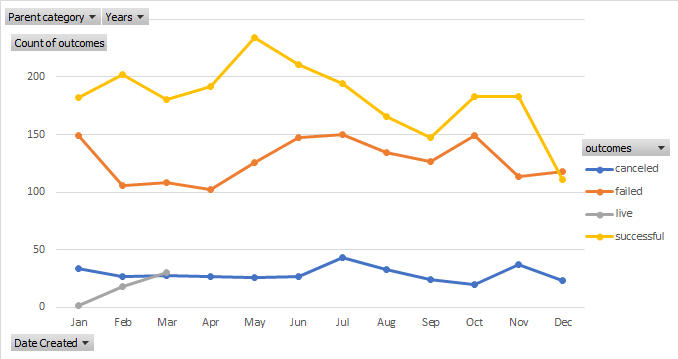 Parent category Years
Count of outcomes
200
150
100
50
0
Jan Feb Mar Apr May Jun Jul Aug Sep Oct Nov Dec
outcomes
canceled
failed
live
successful
Date Created